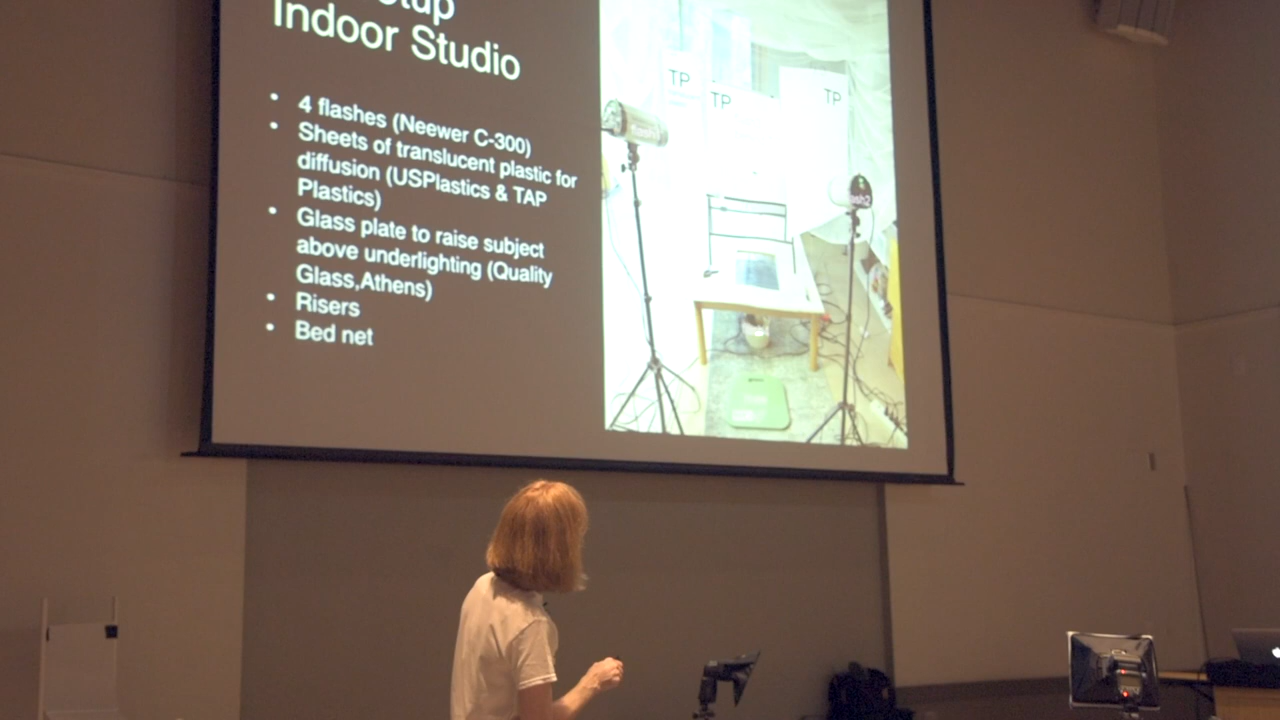 Indoor Studio
• 4 flashes (Neewer C-300)
• Sheets of translucent plastic for
diffusion (USPlastics & TAP
Plastics)
• Glass plate to raise subject
above underlighting (Quality
Glass,Athens)
• Risers
• Bed net
TP
TP
TP